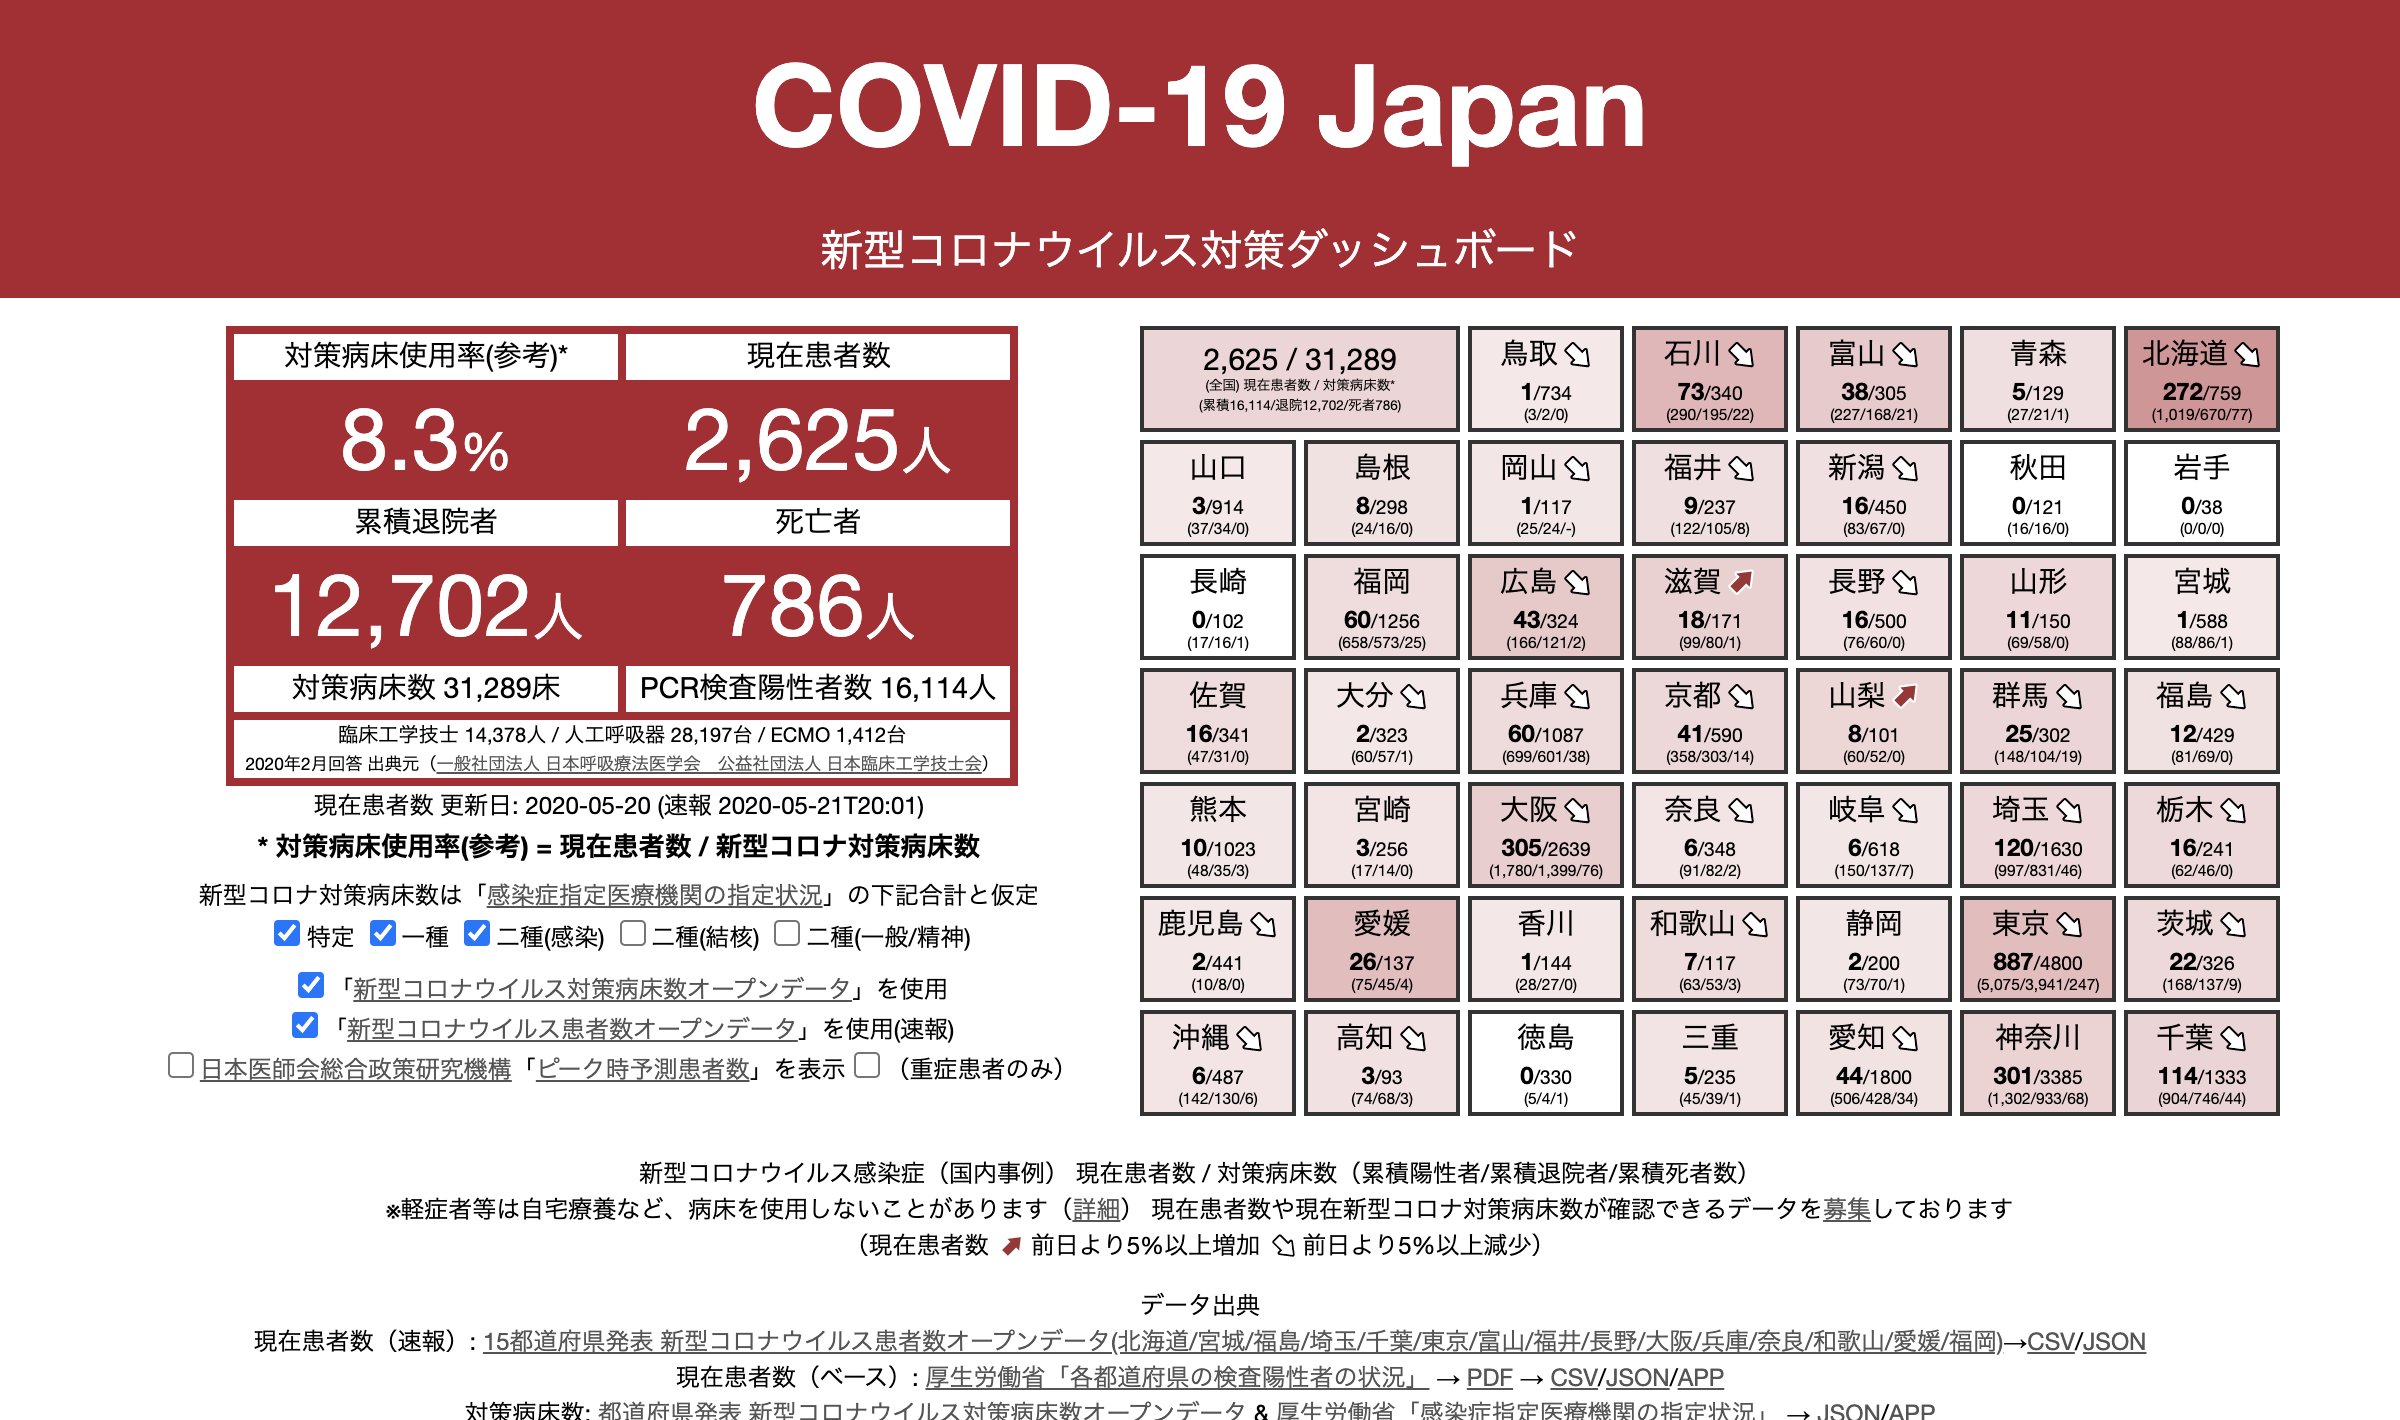 COVID-19 Japan
新型コロナウイルス対策ダッシュボード
対策病床使用率(参考)*
現在患者数
8.3%
2,625人
累積退院者
死亡者
12,702人
786人
対策病床数 31,289床
PCR検査陽性者数 16,114人
臨床工学技士 14,378人 / 人工呼吸器 28,197台 / ECMO 1,412台
2020年2月回答 出典元（一般社団法人 日本呼吸療法医学会　公益社団法人 日本臨床工学技士会）
現在患者数 更新日: 2020-05-20 (速報 2020-05-21T20:01)
* 対策病床使用率(参考) = 現在患者数 / 新型コロナ対策病床数
新型コロナ対策病床数は「感染症指定医療機関の指定状況」の下記合計と仮定
特定 一種 二種(感染) 二種(結核) 二種(一般/精神)
「新型コロナウイルス対策病床数オープンデータ」を使用
「新型コロナウイルス患者数オープンデータ」を使用(速報)
日本医師会総合政策研究機構「ピーク時予測患者数」を表示 （重症患者のみ）
2,625 / 31,289
(全国) 現在患者数 / 対策病床数*
(累積16,114/退院12,702/死者786)
鳥取
1/734
(3/2/0)
石川
73/340
(290/195/22)
富山
38/305
(227/168/21)
青森
5/129
(27/21/1)
北海道
272/759
(1,019/670/77)
山口
3/914
(37/34/0)
島根
8/298
(24/16/0)
岡山
1/117
(25/24/-)
福井
9/237
(122/105/8)
新潟
16/450
(83/67/0)
秋田
0/121
(16/16/0)
岩手
0/38
(0/0/0)
長崎
0/102
(17/16/1)
福岡
60/1256
(658/573/25)
広島
43/324
(166/121/2)
滋賀
18/171
(99/80/1)
長野
16/500
(76/60/0)
山形
11/150
(69/58/0)
宮城
1/588
(88/86/1)
佐賀
16/341
(47/31/0)
大分
2/323
(60/57/1)
兵庫
60/1087
(699/601/38)
京都
41/590
(358/303/14)
山梨
8/101
(60/52/0)
群馬
25/302
(148/104/19)
福島
12/429
(81/69/0)
熊本
10/1023
(48/35/3)
宮崎
3/256
(17/14/0)
大阪
305/2639
(1,780/1,399/76)
奈良
6/348
(91/82/2)
岐阜
6/618
(150/137/7)
埼玉
120/1630
(997/831/46)
栃木
16/241
(62/46/0)
鹿児島
2/441
(10/8/0)
愛媛
26/137
(75/45/4)
香川
1/144
(28/27/0)
和歌山
7/117
(63/53/3)
静岡
2/200
(73/70/1)
東京
887/4800
(5,075/3,941/247)
茨城
22/326
(168/137/9)
沖縄
6/487
(142/130/6)
高知
3/93
(74/68/3)
徳島
0/330
(5/4/1)
三重
5/235
(45/39/1)
愛知
44/1800
(506/428/34)
神奈川
301/3385
(1,302/933/68)
千葉
114/1333
(904/746/44)
新型コロナウイルス感染症（国内事例） 現在患者数 / 対策病床数（累積陽性者/累積退院者/累積死者数）
※軽症者等は自宅療養など、病床を使用しないことがあります（詳細） 現在患者数や現在新型コロナ対策病床数が確認できるデータを募集しております
（現在患者数 前日より5%以上増加 前日より5%以上減少）
データ出典
現在患者数（速報）: 15都道府県発表 新型コロナウイルス患者数オープンデータ(北海道/宮城/福島/埼玉/千葉/東京/富山/福井/長野/大阪/兵庫/奈良/和歌山/愛媛/福岡)→CSV/JSON
現在患者数（ベース）: 厚生労働省「各都道府県の検査陽性者の状況」 → PDF → CSV/JSON/APP
対策病床数: 都道府県発表 新型コロナウイルス対策病床数オープンデータ & 厚生労働省「感染症指定医療機関の指定状況」 → JSON/APP